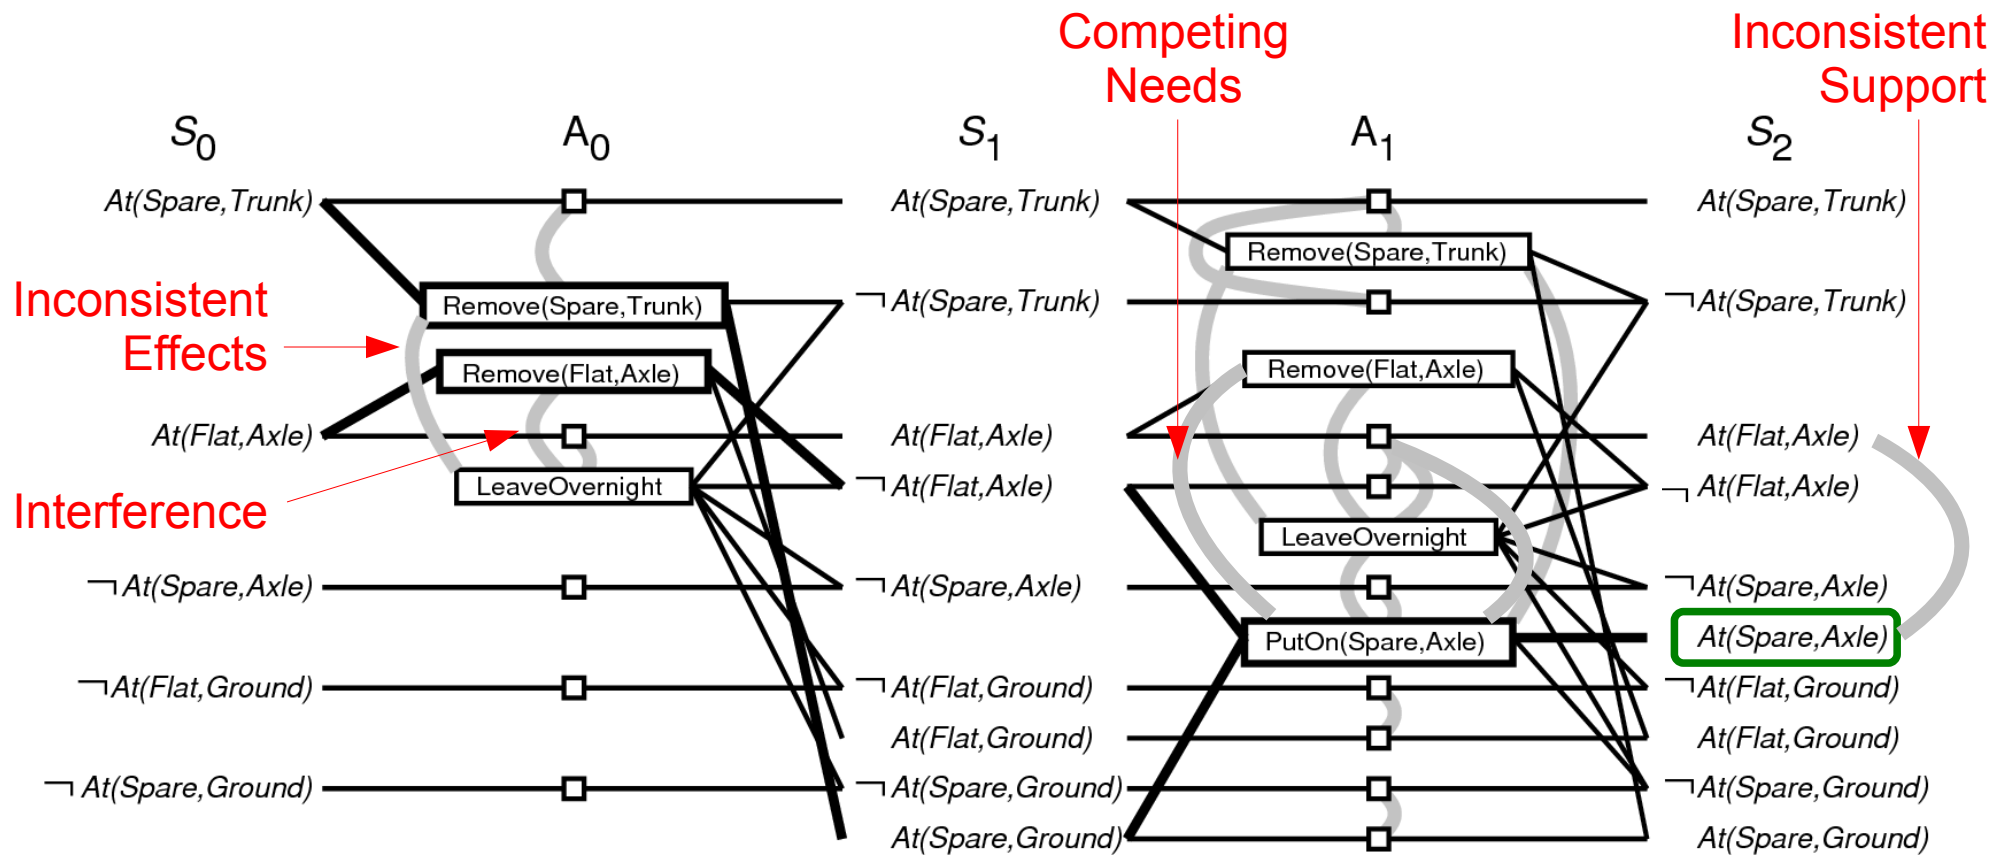 Competing
Needs
Inconsistent
Support
S0 A0 S1 A1 S2
At(Spare,Trunk) At(Spare,Trunk) At(Spare,Trunk)
Remove(Spare,Trunk)
Inconsistent
Effects
Remove(Spare,Trunk) ¬At(Spare,Trunk) ¬At(Spare,Trunk)
Remove(Flat,Axle) Remove(Flat,Axle)
At(Flat,Axle) At(Flat,Axle) At(Flat,Axle)
LeaveOvernight ¬At(Flat,Axle) ¬At(Flat,Axle)
Interference
LeaveOvernight
¬At(Spare,Axle) ¬At(Spare,Axle) ¬At(Spare,Axle)
PutOn(Spare,Axle) At(Spare,Axle)
¬At(Flat,Ground) ¬At(Flat,Ground) ¬At(Flat,Ground)
At(Flat,Ground) At(Flat,Ground)
¬At(Spare,Ground) ¬At(Spare,Ground) ¬At(Spare,Ground)
At(Spare,Ground) At(Spare,Ground)